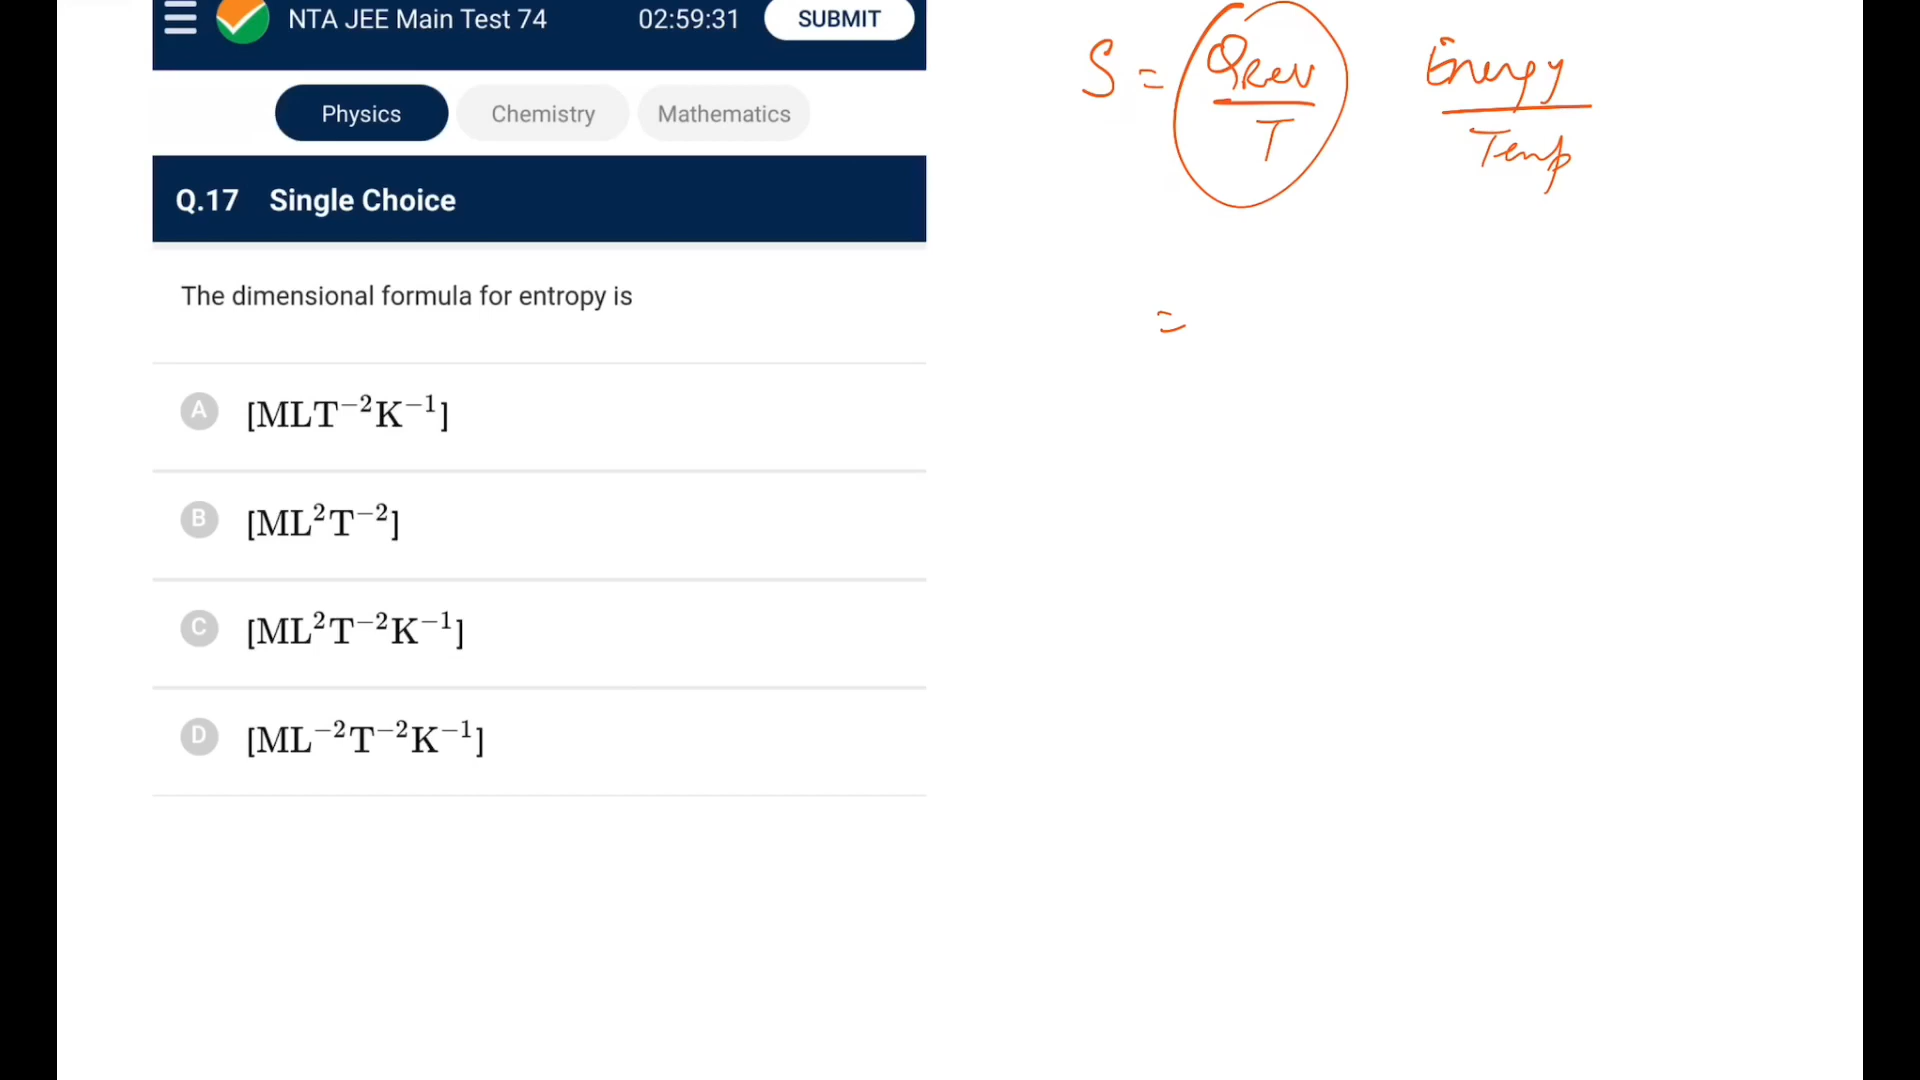 NTA JEE Main Test 74 02:59:31 SUBMIT
Physics Chemistry Mathematics
Q.17 Single Choice
The dimensional formula for entropy is
A [MLT⁻²K⁻¹]
B [ML²T⁻²]
C [ML²T⁻²K⁻¹]
D [ML⁻²T⁻²K⁻¹]
S = QRev / T Energy / Temp
=